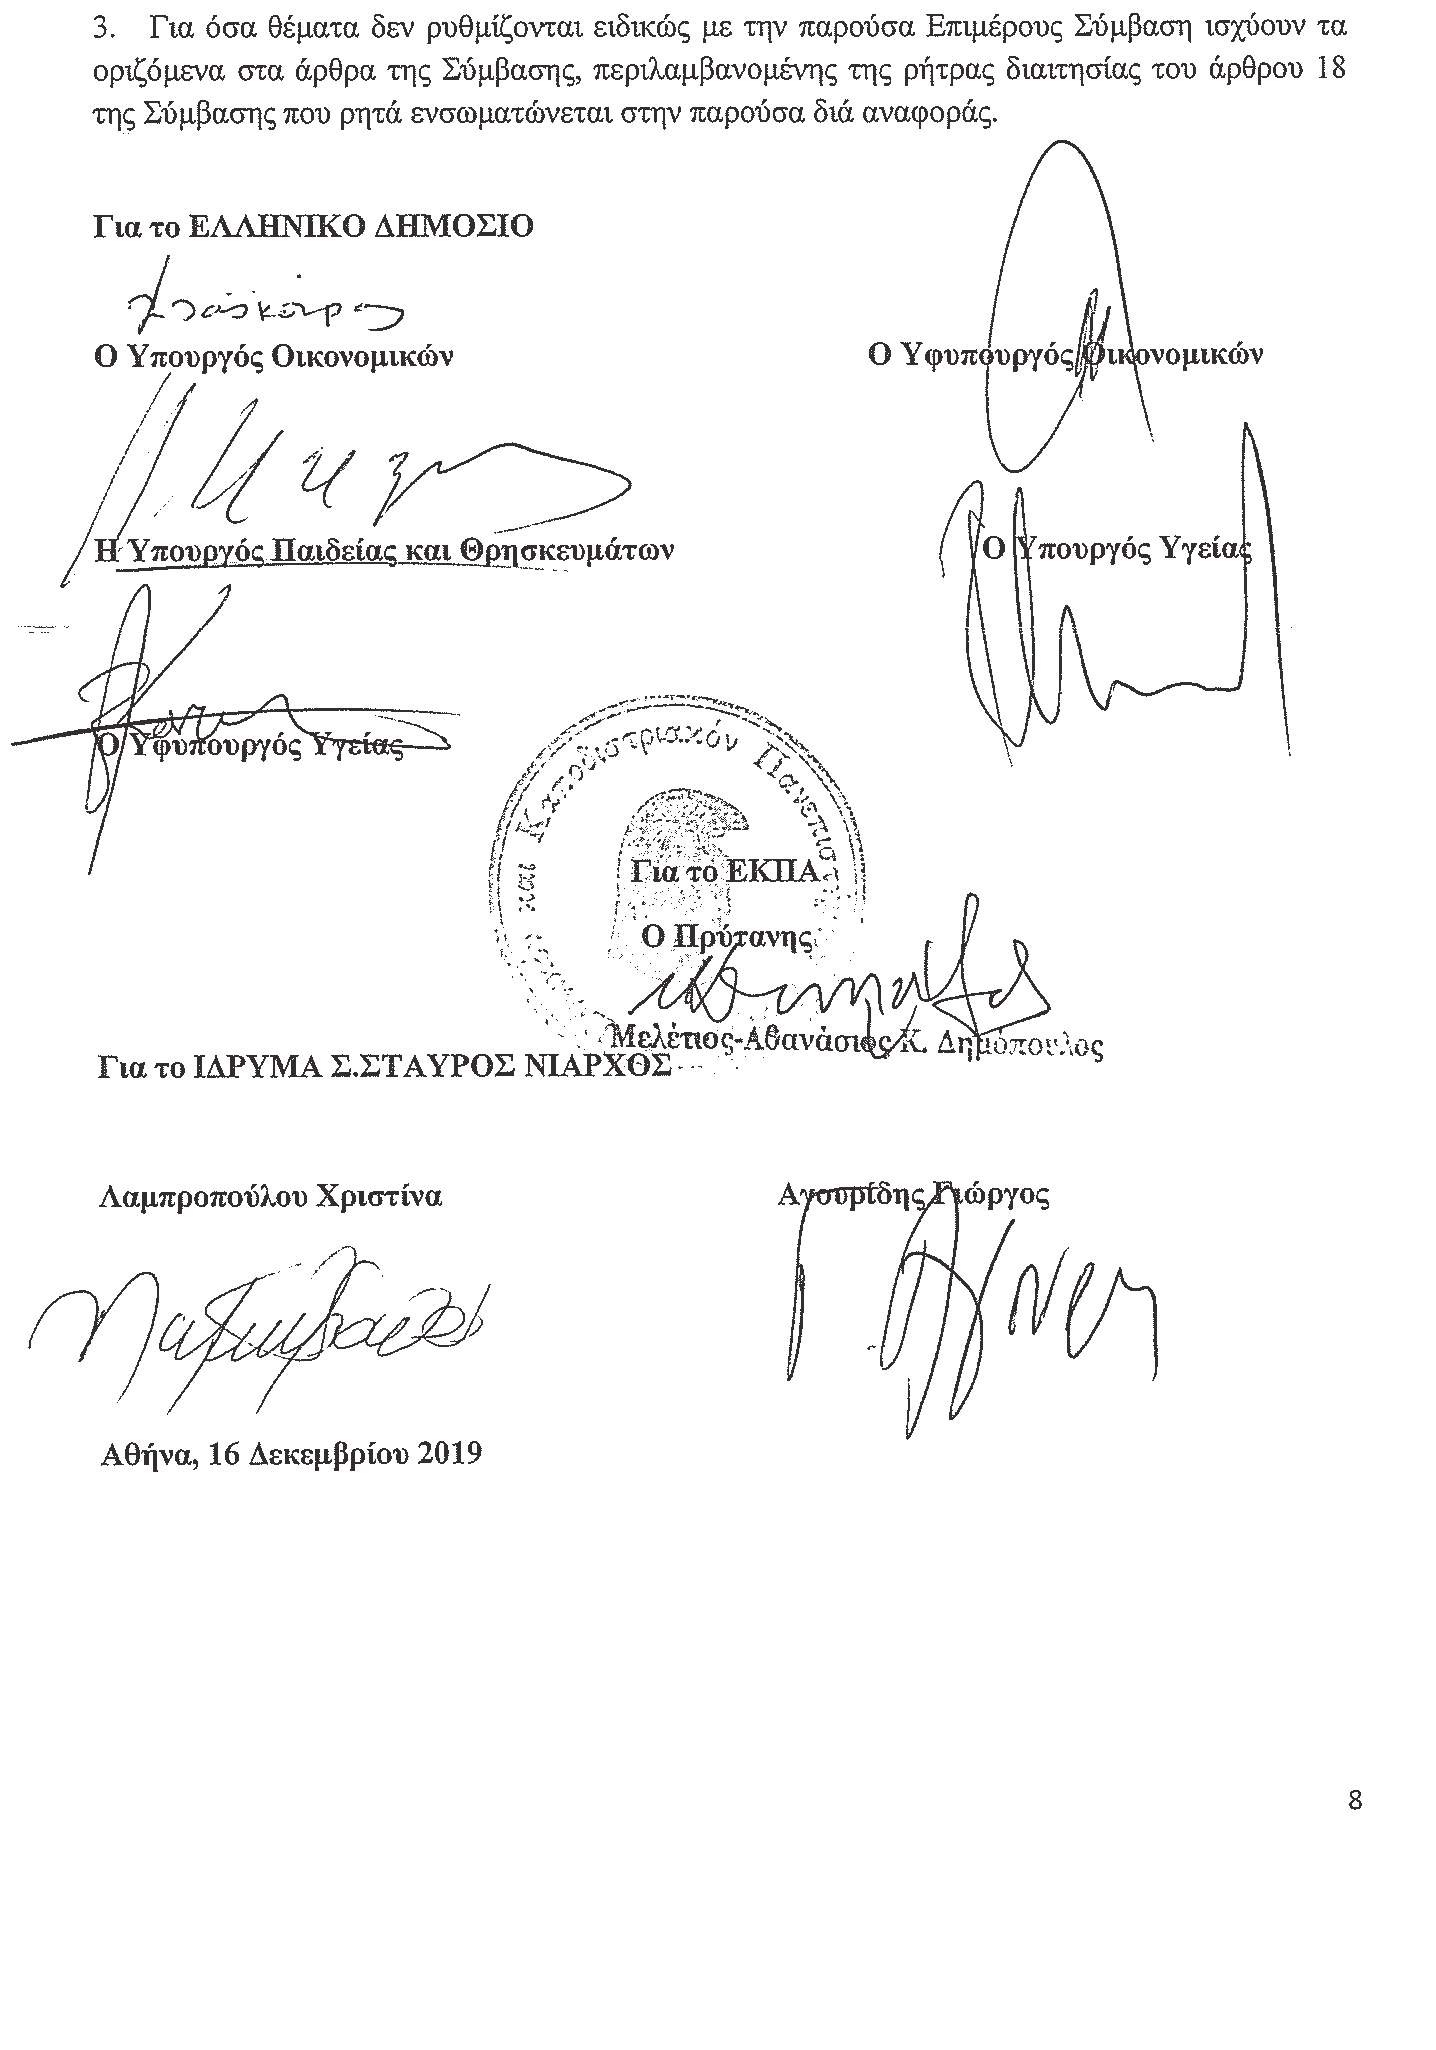 3. Για όσα θέματα δεν ρυθμίζονται ειδικώς με την παρούσα Επιμέρους Σύμβαση ισχύουν τα
οριζόμενα στα άρθρα της Σύμβασης, περιλαμβανομένης της ρήτρας διαιτησίας του άρθρου 18
της Σύμβασης που ρητά ενσωματώνεται στην παρούσα διά αναφοράς.
Για το ΕΛΛΗΝΙΚΟ ΔΗΜΟΣΙΟ
Ο Υπουργός Οικονομικών
Ο Υφυπουργός Οικονομικών
Η Υπουργός Παιδείας και Θρησκευμάτων
Ο Υπουργός Υγείας
Ο Υφυπουργός Υγείας
και Καποδιστριακόν
Για το ΕΚΠΑ
Ο Πρύτανης
Μελέτιος-Αθανάσιος Κ. Δημόπουλος
Για το ΙΔΡΥΜΑ Σ.ΣΤΑΥΡΟΣ ΝΙΑΡΧΟΣ
Λαμπροπούλου Χριστίνα
Αγουρίδης Γιώργος
Αθήνα, 16 Δεκεμβρίου 2019
8